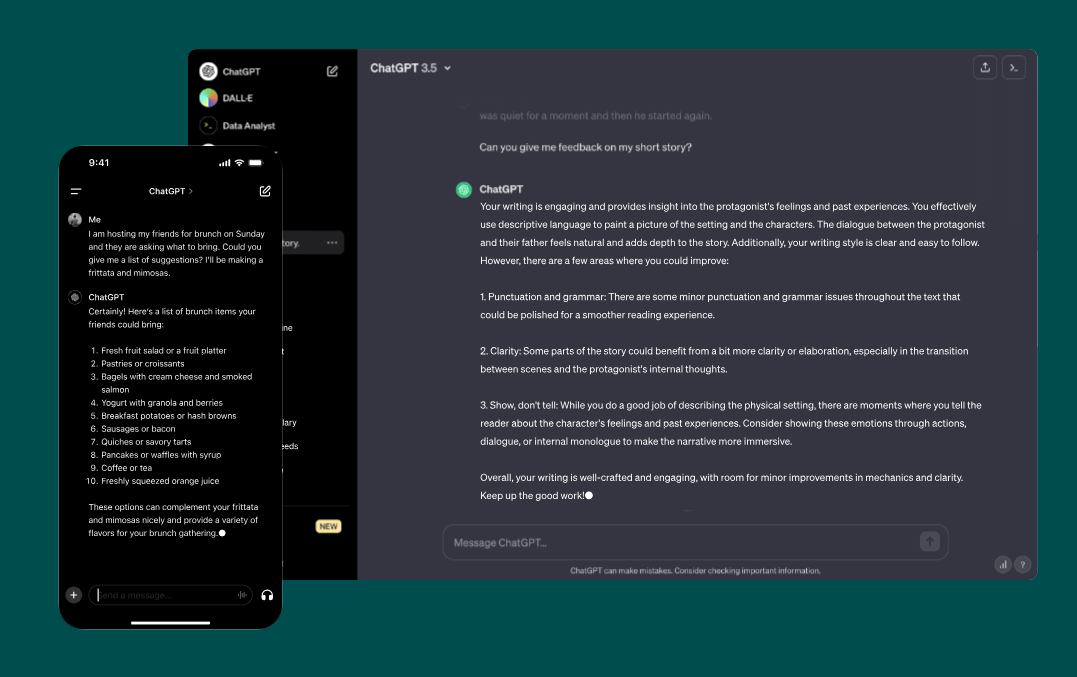 ChatGPT
DALL·E
Data Analyst
tory.
ine
t
lary
eeds
NEW
ChatGPT 3.5
was quiet for a moment and then he started again.
Can you give me feedback on my short story?
ChatGPT
Your writing is engaging and provides insight into the protagonist's feelings and past experiences. You effectively
use descriptive language to paint a picture of the setting and the characters. The dialogue between the protagonist
and their father feels natural and adds depth to the story. Additionally, your writing style is clear and easy to follow.
However, there are a few areas where you could improve:
1. Punctuation and grammar: There are some minor punctuation and grammar issues throughout the text that
could be polished for a smoother reading experience.
2. Clarity: Some parts of the story could benefit from a bit more clarity or elaboration, especially in the transition
between scenes and the protagonist's internal thoughts.
3. Show, don't tell: While you do a good job of describing the physical setting, there are moments where you tell the
reader about the character's feelings and past experiences. Consider showing these emotions through actions,
dialogue, or internal monologue to make the narrative more immersive.
Overall, your writing is well-crafted and engaging, with room for minor improvements in mechanics and clarity.
Keep up the good work!
Message ChatGPT...
ChatGPT can make mistakes. Consider checking important information.
?
9:41
ChatGPT >
Me
I am hosting my friends for brunch on Sunday
and they are asking what to bring. Could you
give me a list of suggestions? I'll be making a
frittata and mimosas.
ChatGPT
Certainly! Here's a list of brunch items your
friends could bring:
1. Fresh fruit salad or a fruit platter
2. Pastries or croissants
3. Bagels with cream cheese and smoked
salmon
4. Yogurt with granola and berries
5. Breakfast potatoes or hash browns
6. Sausages or bacon
7. Quiches or savory tarts
8. Pancakes or waffles with syrup
9. Coffee or tea
10. Freshly squeezed orange juice
These options can complement your frittata
and mimosas nicely and provide a variety of
flavors for your brunch gathering.
Send a message...